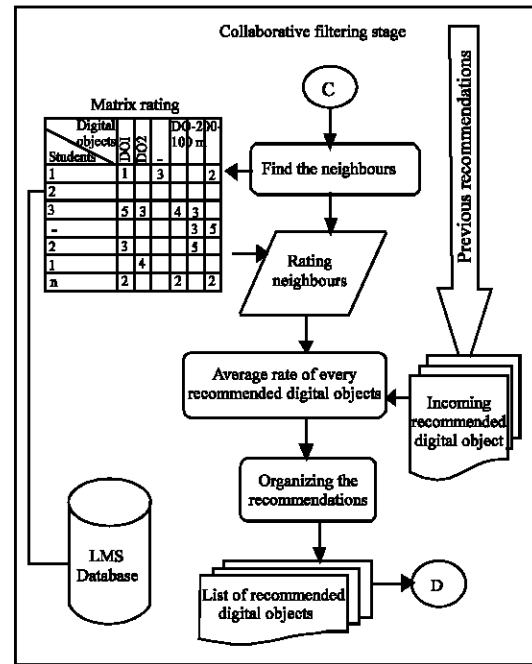 Collaborative filtering stage
C
Previous recommendations
Matrix rating
Digital objects
Students
DO1
DO2
–
DO-
100
1 1 3 2
2
3 5 3 4 3
– 3 5
2 3 5
1 4
n 2 2 2
Find the neighbours
Rating
neighbours
Average rate of every
recommended digital objects
Incoming
recommended
digital object
Organizing the
recommendations
LMS
Database
List of recommended
digital objects
D